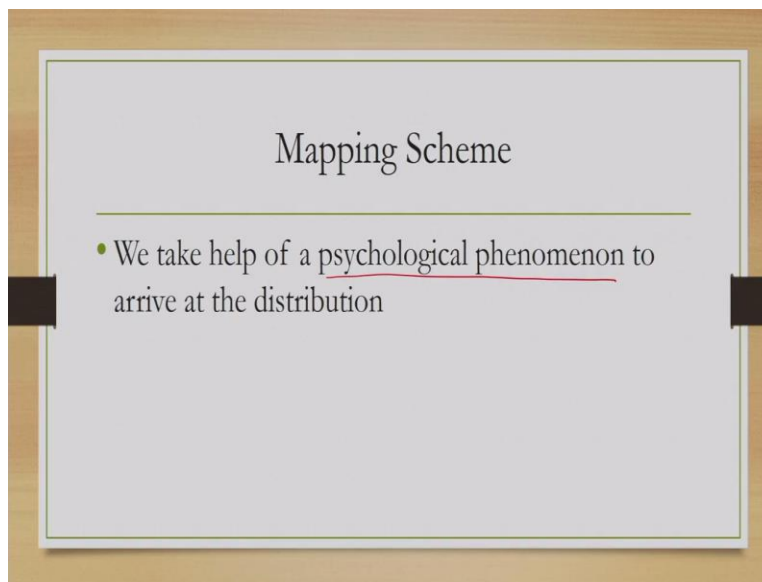 Mapping Scheme
• We take help of a psychological phenomenon to
arrive at the distribution